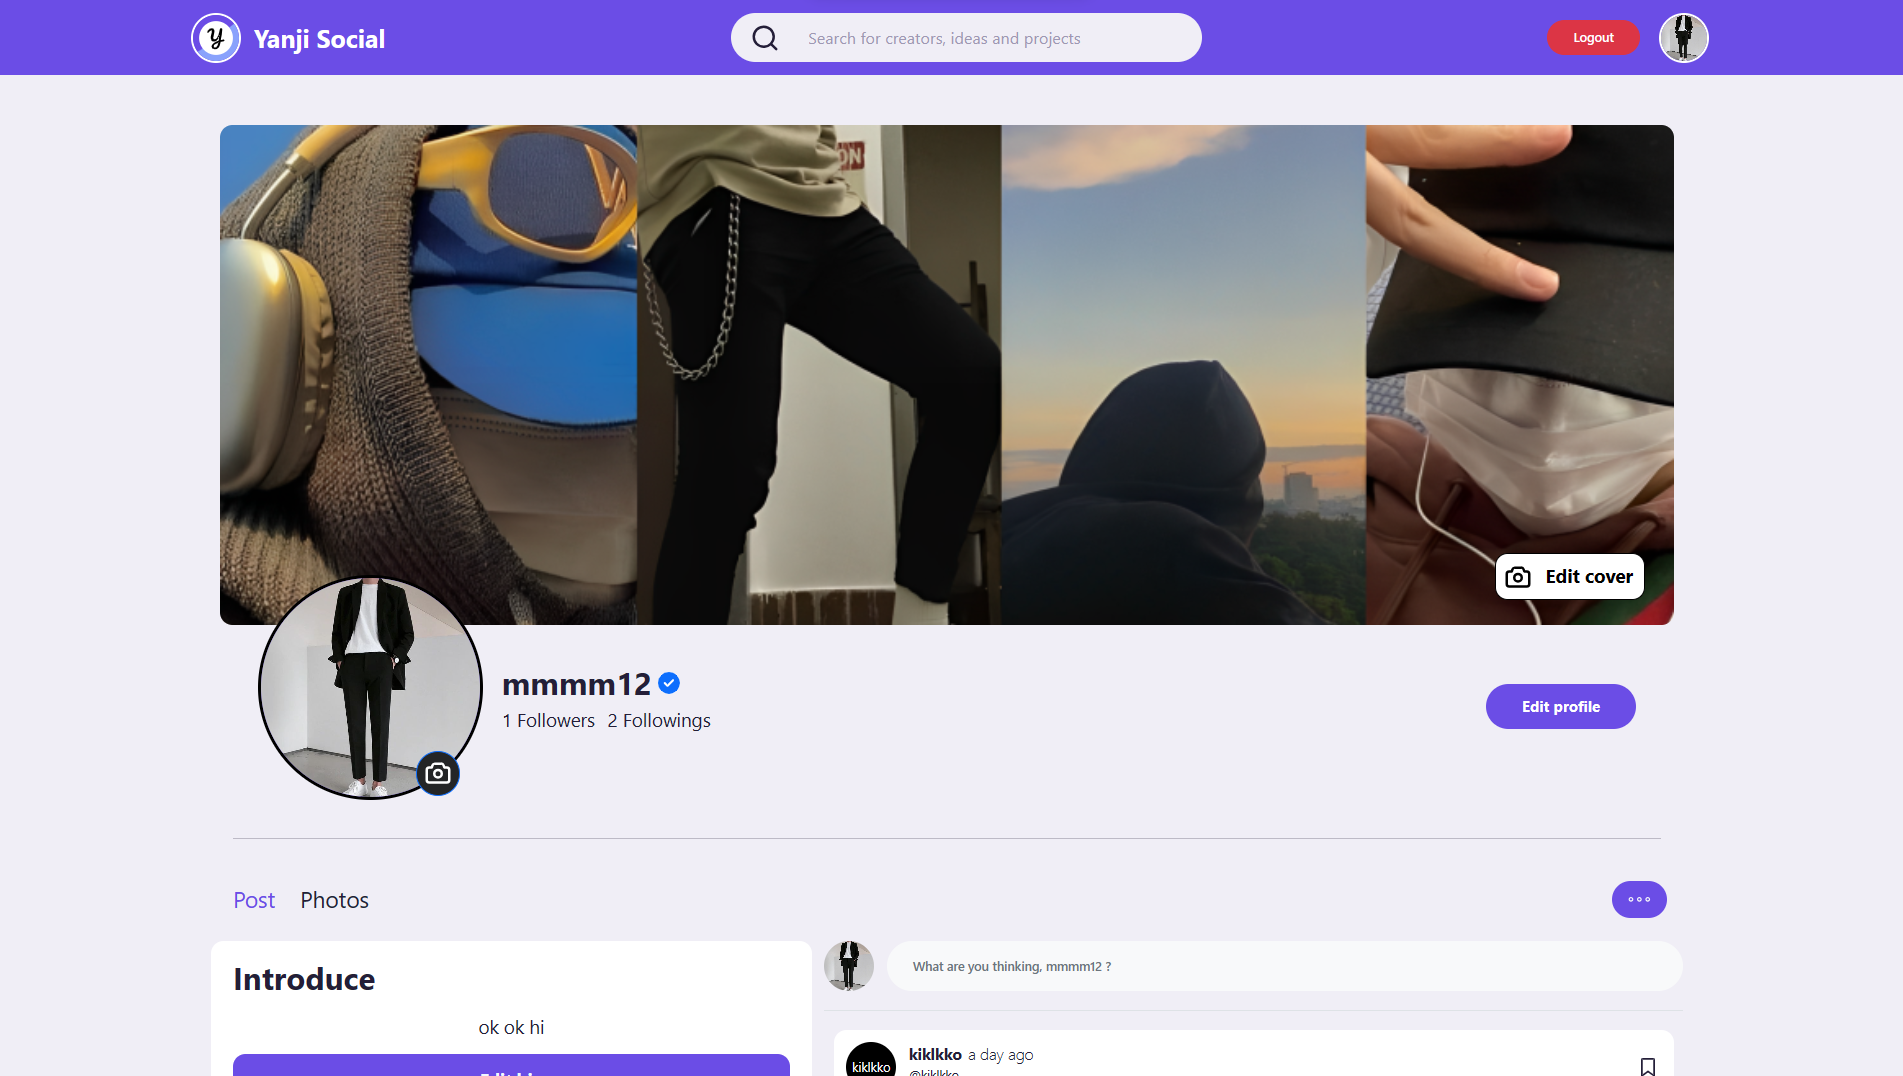 Yanji Social
Search for creators, ideas and projects
Logout
Edit cover
mmmm12
1 Followers 2 Followings
Edit profile
Post Photos
Introduce
ok ok hi
What are you thinking, mmmm12 ?
kiklkko
kiklkko a day ago
@kiklkko